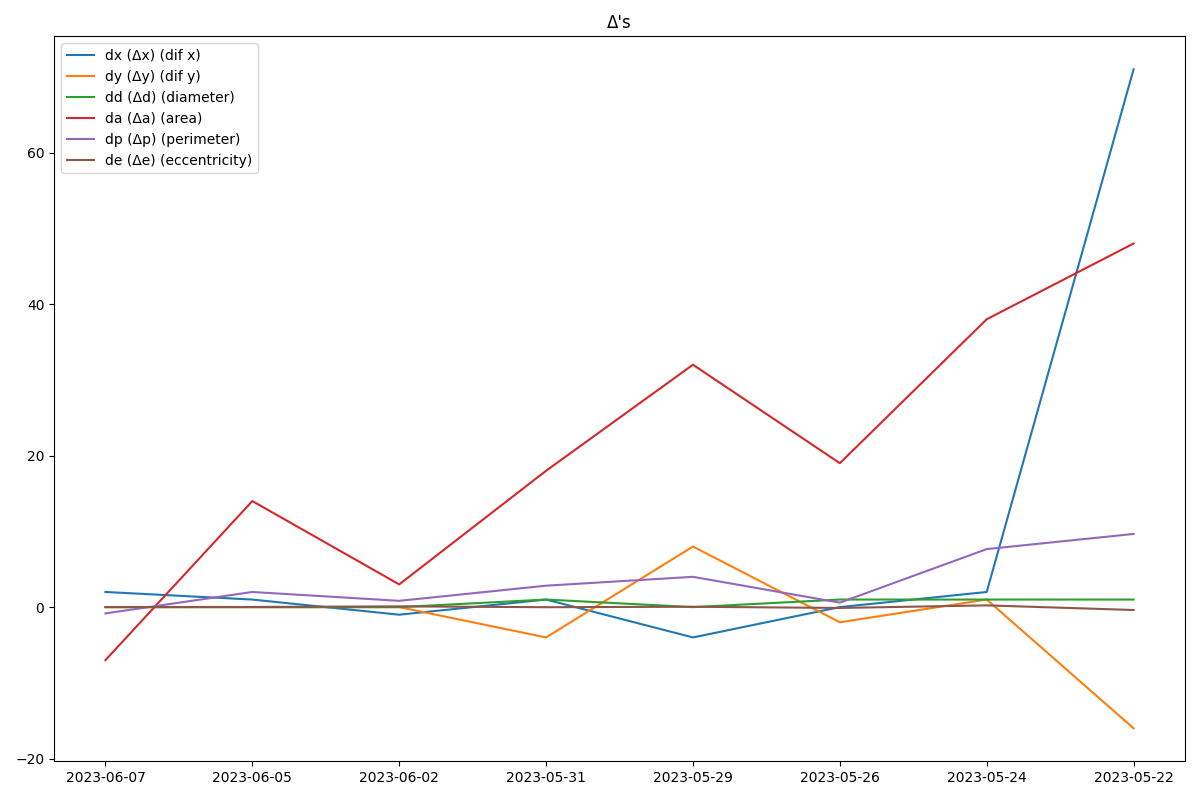 Δ's
dx (Δx) (dif x)
dy (Δy) (dif y)
dd (Δd) (diameter)
da (Δa) (area)
dp (Δp) (perimeter)
de (Δe) (eccentricity)
60
40
20
0
−20
2023-06-07 2023-06-05 2023-06-02 2023-05-31 2023-05-29 2023-05-26 2023-05-24 2023-05-22